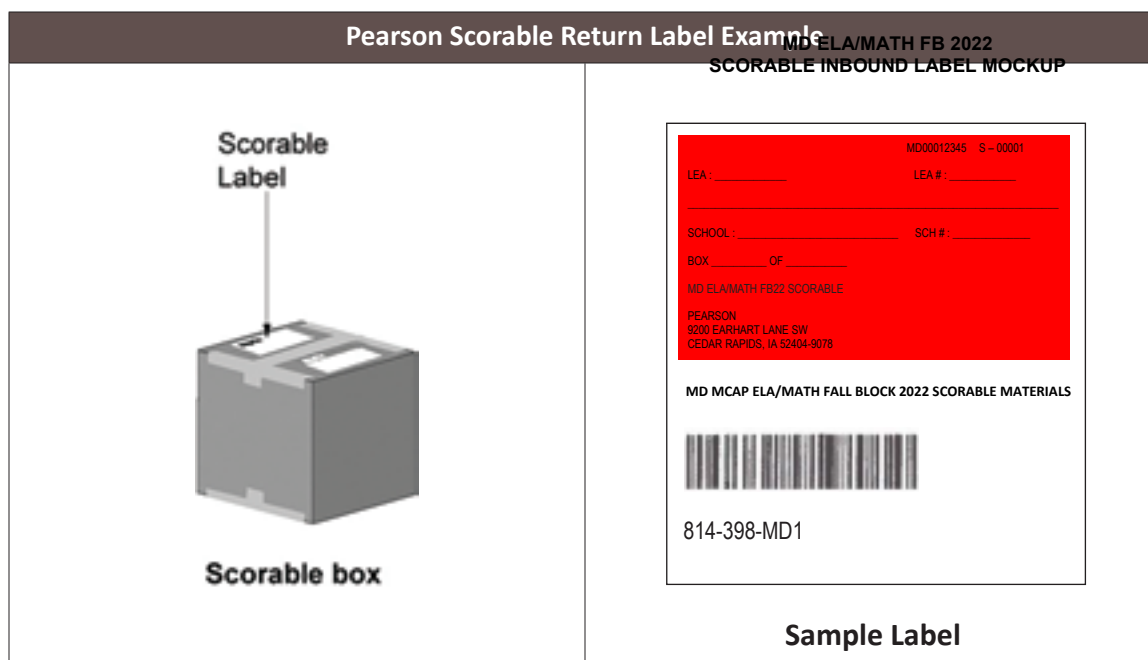 Pearson Scorable Return Label Example
MD ELA/MATH FB 2022
SCORABLE INBOUND LABEL MOCKUP
Scorable
Label
Scorable box
MD00012345 S – 00001
LEA : ____________ LEA # : ___________
SCHOOL : ___________________________ SCH # : _____________
BOX _________ OF __________
MD ELA/MATH FB22 SCORABLE
PEARSON
9200 EARHART LANE SW
CEDAR RAPIDS, IA 52404-9078
MD MCAP ELA/MATH FALL BLOCK 2022 SCORABLE MATERIALS
814-398-MD1
Sample Label